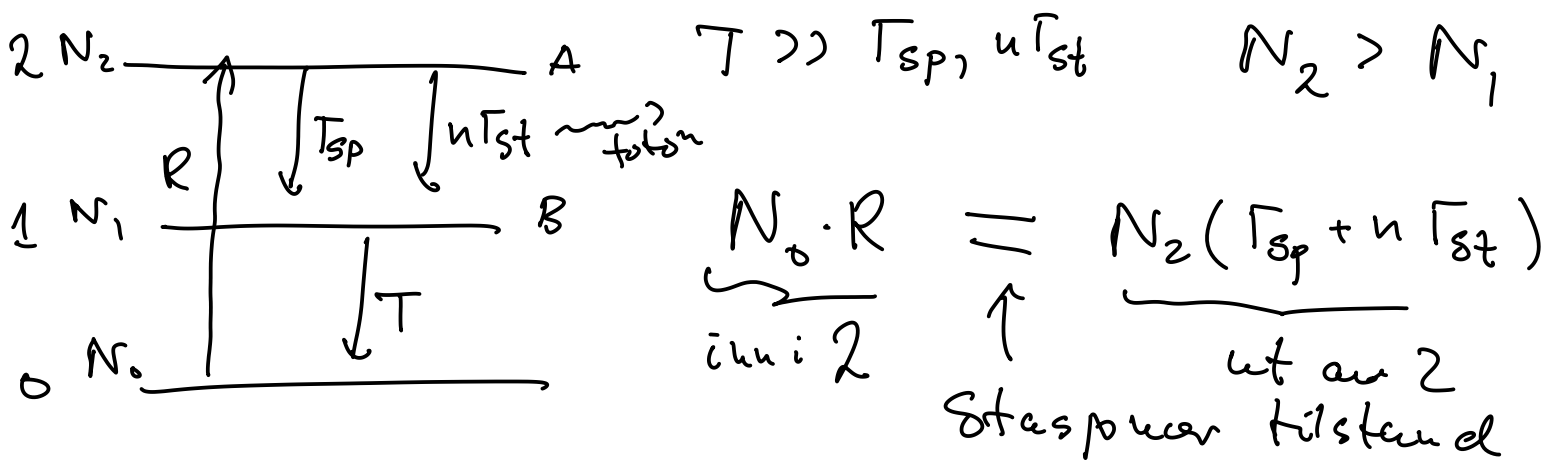 2 N₂ A T >> Γsp, nΓst N₂ > N₁
R Γsp nΓst foton
1 N₁ B N₀ · R = N₂(Γsp + nΓst)
T inn i 2 ut av 2
0 N₀ Stasjonær tilstand